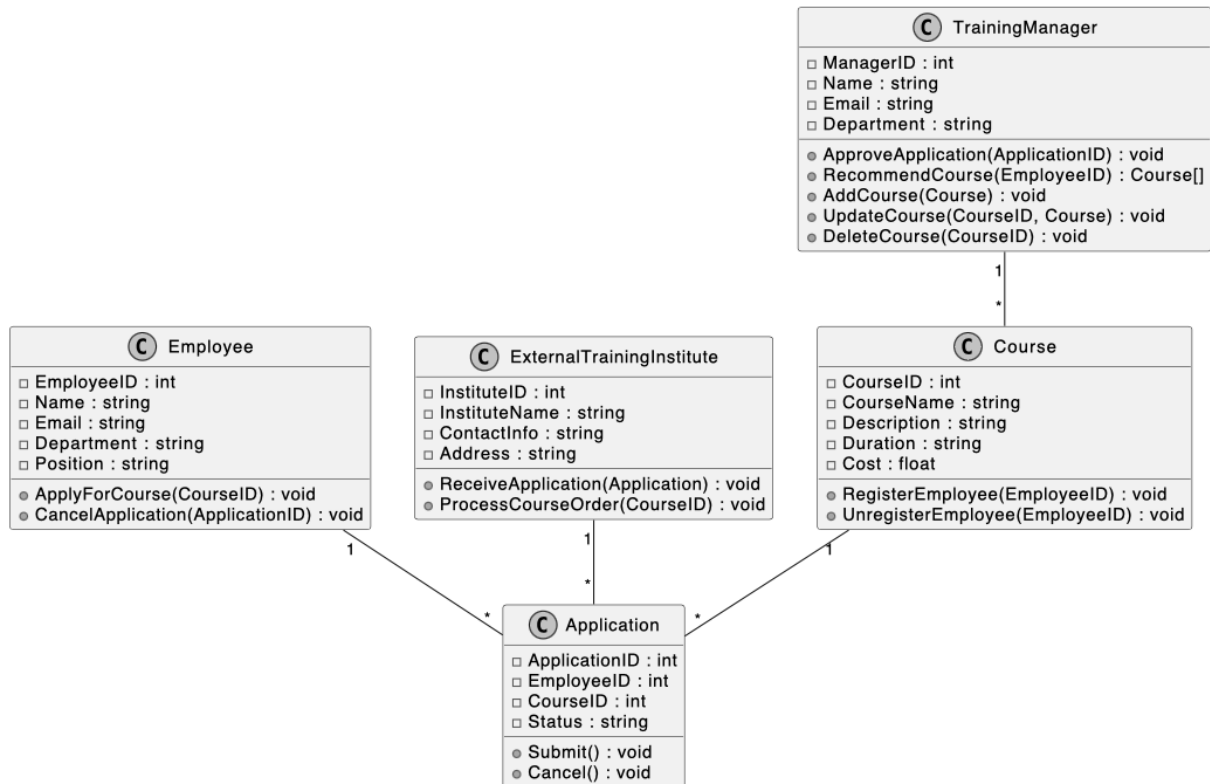 C TrainingManager
ManagerID : int
Name : string
Email : string
Department : string
ApproveApplication(ApplicationID) : void
RecommendCourse(EmployeeID) : Course[]
AddCourse(Course) : void
UpdateCourse(CourseID, Course) : void
DeleteCourse(CourseID) : void
1
*
C Employee
EmployeeID : int
Name : string
Email : string
Department : string
Position : string
ApplyForCourse(CourseID) : void
CancelApplication(ApplicationID) : void
C ExternalTrainingInstitute
InstituteID : int
InstituteName : string
ContactInfo : string
Address : string
ReceiveApplication(Application) : void
ProcessCourseOrder(CourseID) : void
C Course
CourseID : int
CourseName : string
Description : string
Duration : string
Cost : float
RegisterEmployee(EmployeeID) : void
UnregisterEmployee(EmployeeID) : void
1
1
1
*
*
*
C Application
ApplicationID : int
EmployeeID : int
CourseID : int
Status : string
Submit() : void
Cancel() : void